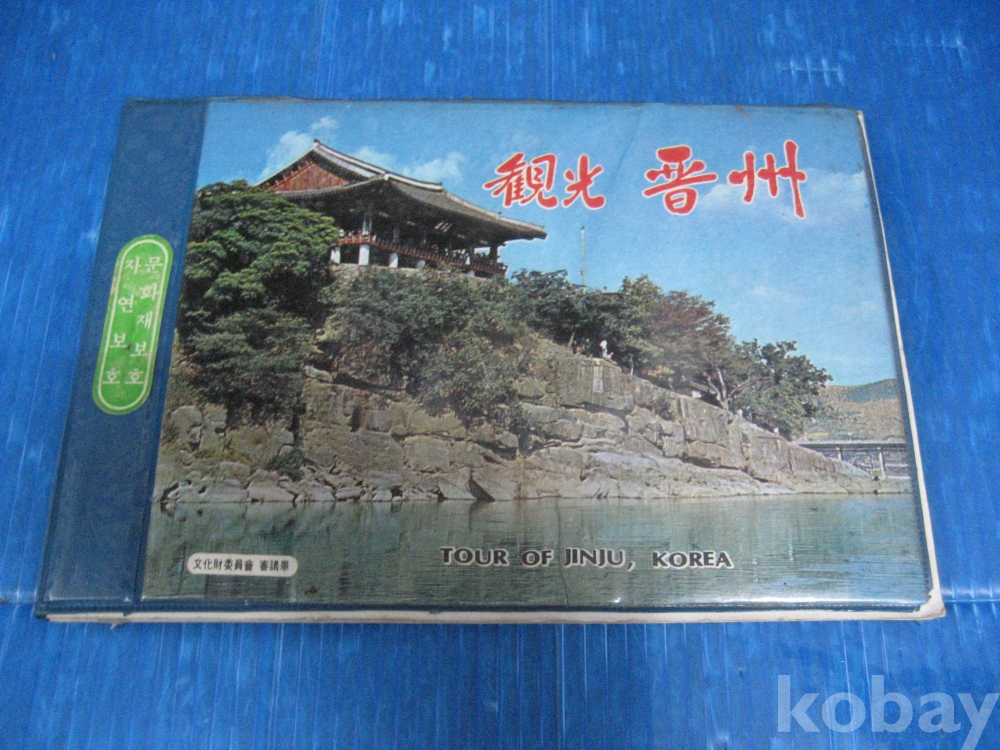 観光 晋州
문화재보호
자연보호
文化財委員會 審議畢
TOUR OF JINJU, KOREA
kobay